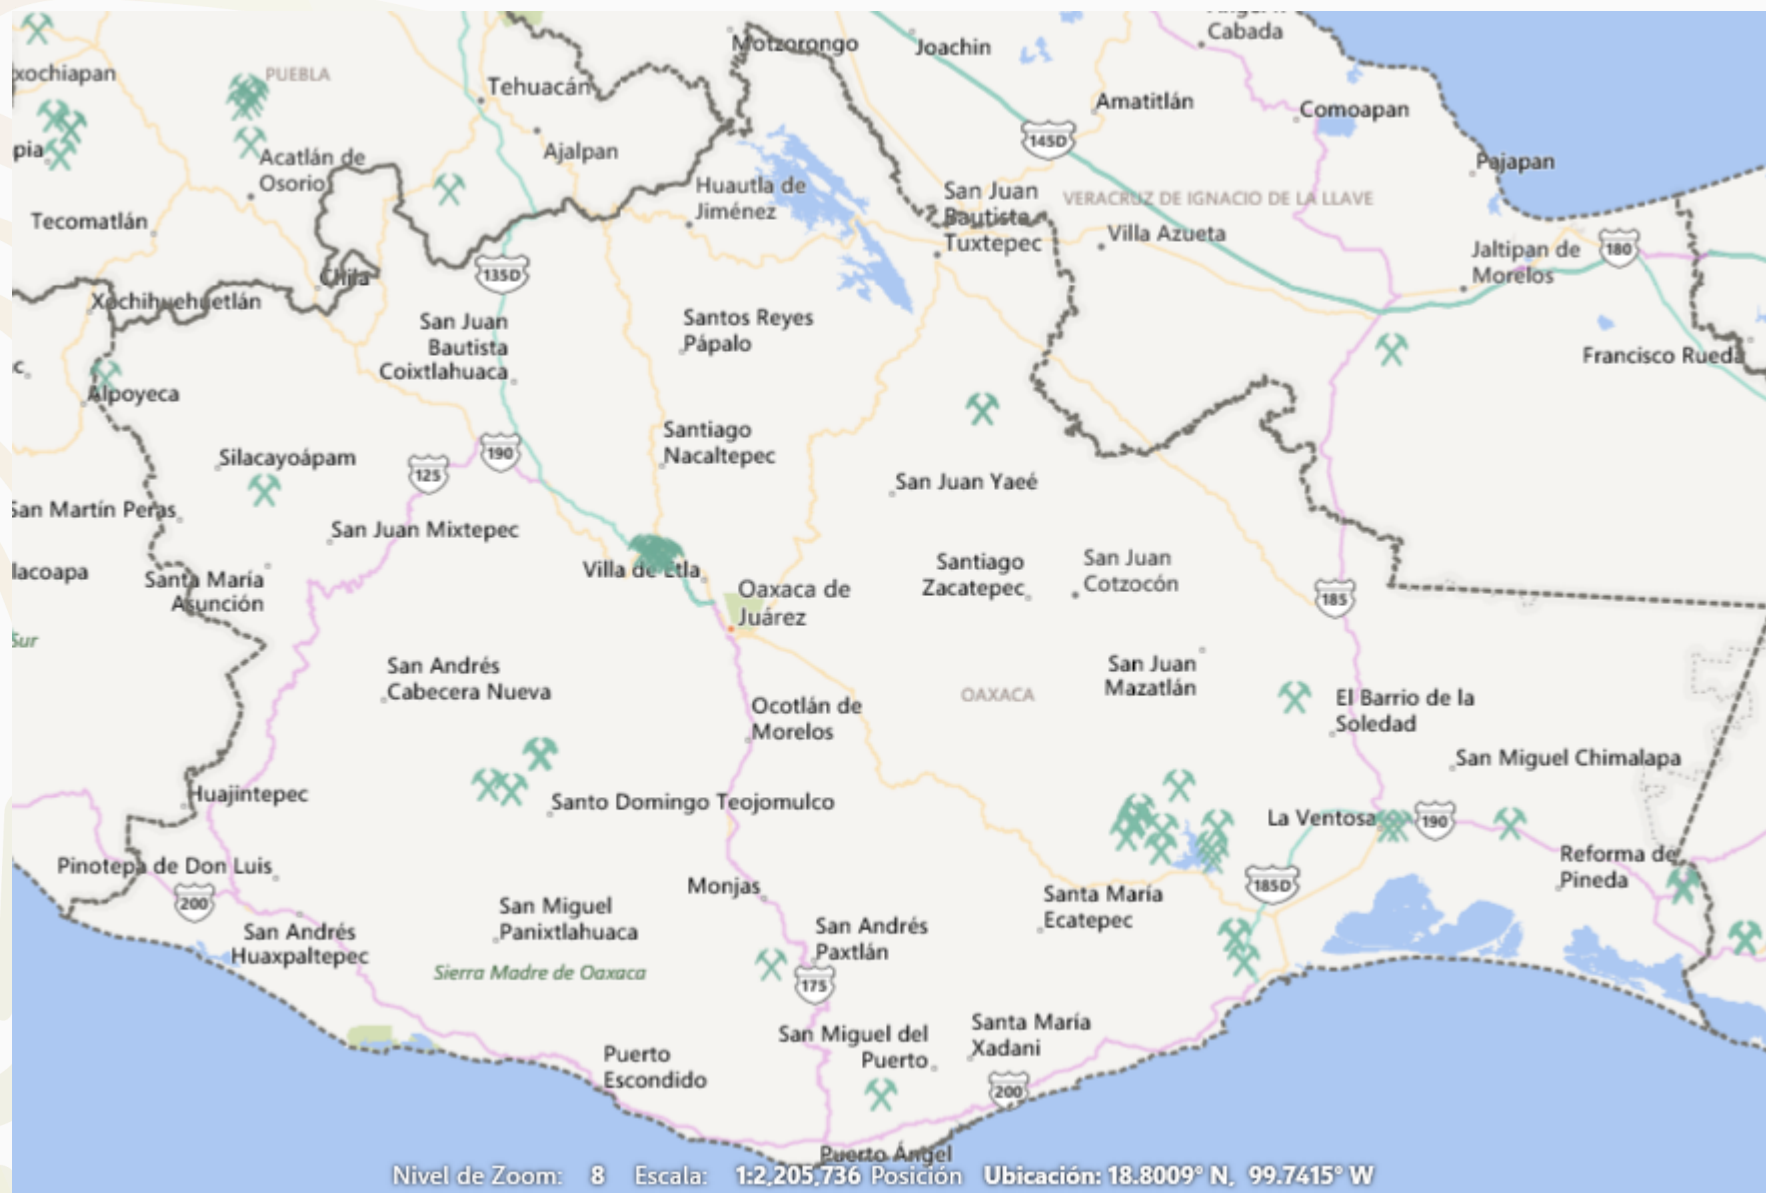 Cabada
Motzorongo
Joachin
xochiapan
PUEBLA
Tehuacán
Amatitlán
Comoapan
145D
pia
Ajalpan
Acatlán de
Osorio
Pajapan
Huautla de
Jiménez
San Juan
Bautista
Tuxtepec
VERACRUZ DE IGNACIO DE LA LLAVE
Tecomatlán
Villa Azueta
Jaltipan de
Morelos
180
135D
Chila
Xochihuehuetlán
San Juan
Bautista
Coixtlahuaca
Santos Reyes
Pápalo
Francisco Rueda
c
Alpoyeca
Santiago
Nacaltepec
Silacayoápam
125
190
San Juan Yaeé
San Martín Peras
San Juan Mixtepec
lacoapa
Santa María
Asunción
Villa de Etla
Oaxaca de
Juárez
Santiago
Zacatepec
San Juan
Cotzocón
185
Sur
San Andrés
Cabecera Nueva
OAXACA
San Juan
Mazatlán
El Barrio de la
Soledad
Ocotlán de
Morelos
San Miguel Chimalapa
Huajintepec
Santo Domingo Teojomulco
La Ventosa
190
Pinotepa de Don Luis
200
Monjas
Santa María
Ecatepec
185D
Reforma de
Pineda
San Andrés
Huaxpaltepec
San Miguel
Panixtlahuaca
San Andrés
Paxtlán
Sierra Madre de Oaxaca
175
San Miguel del
Puerto
Santa María
Xadani
Puerto
Escondido
200
Puerto Ángel
Nivel de Zoom: 8 Escala: 1:2,205,736 Posición Ubicación: 18.8009° N, 99.7415° W